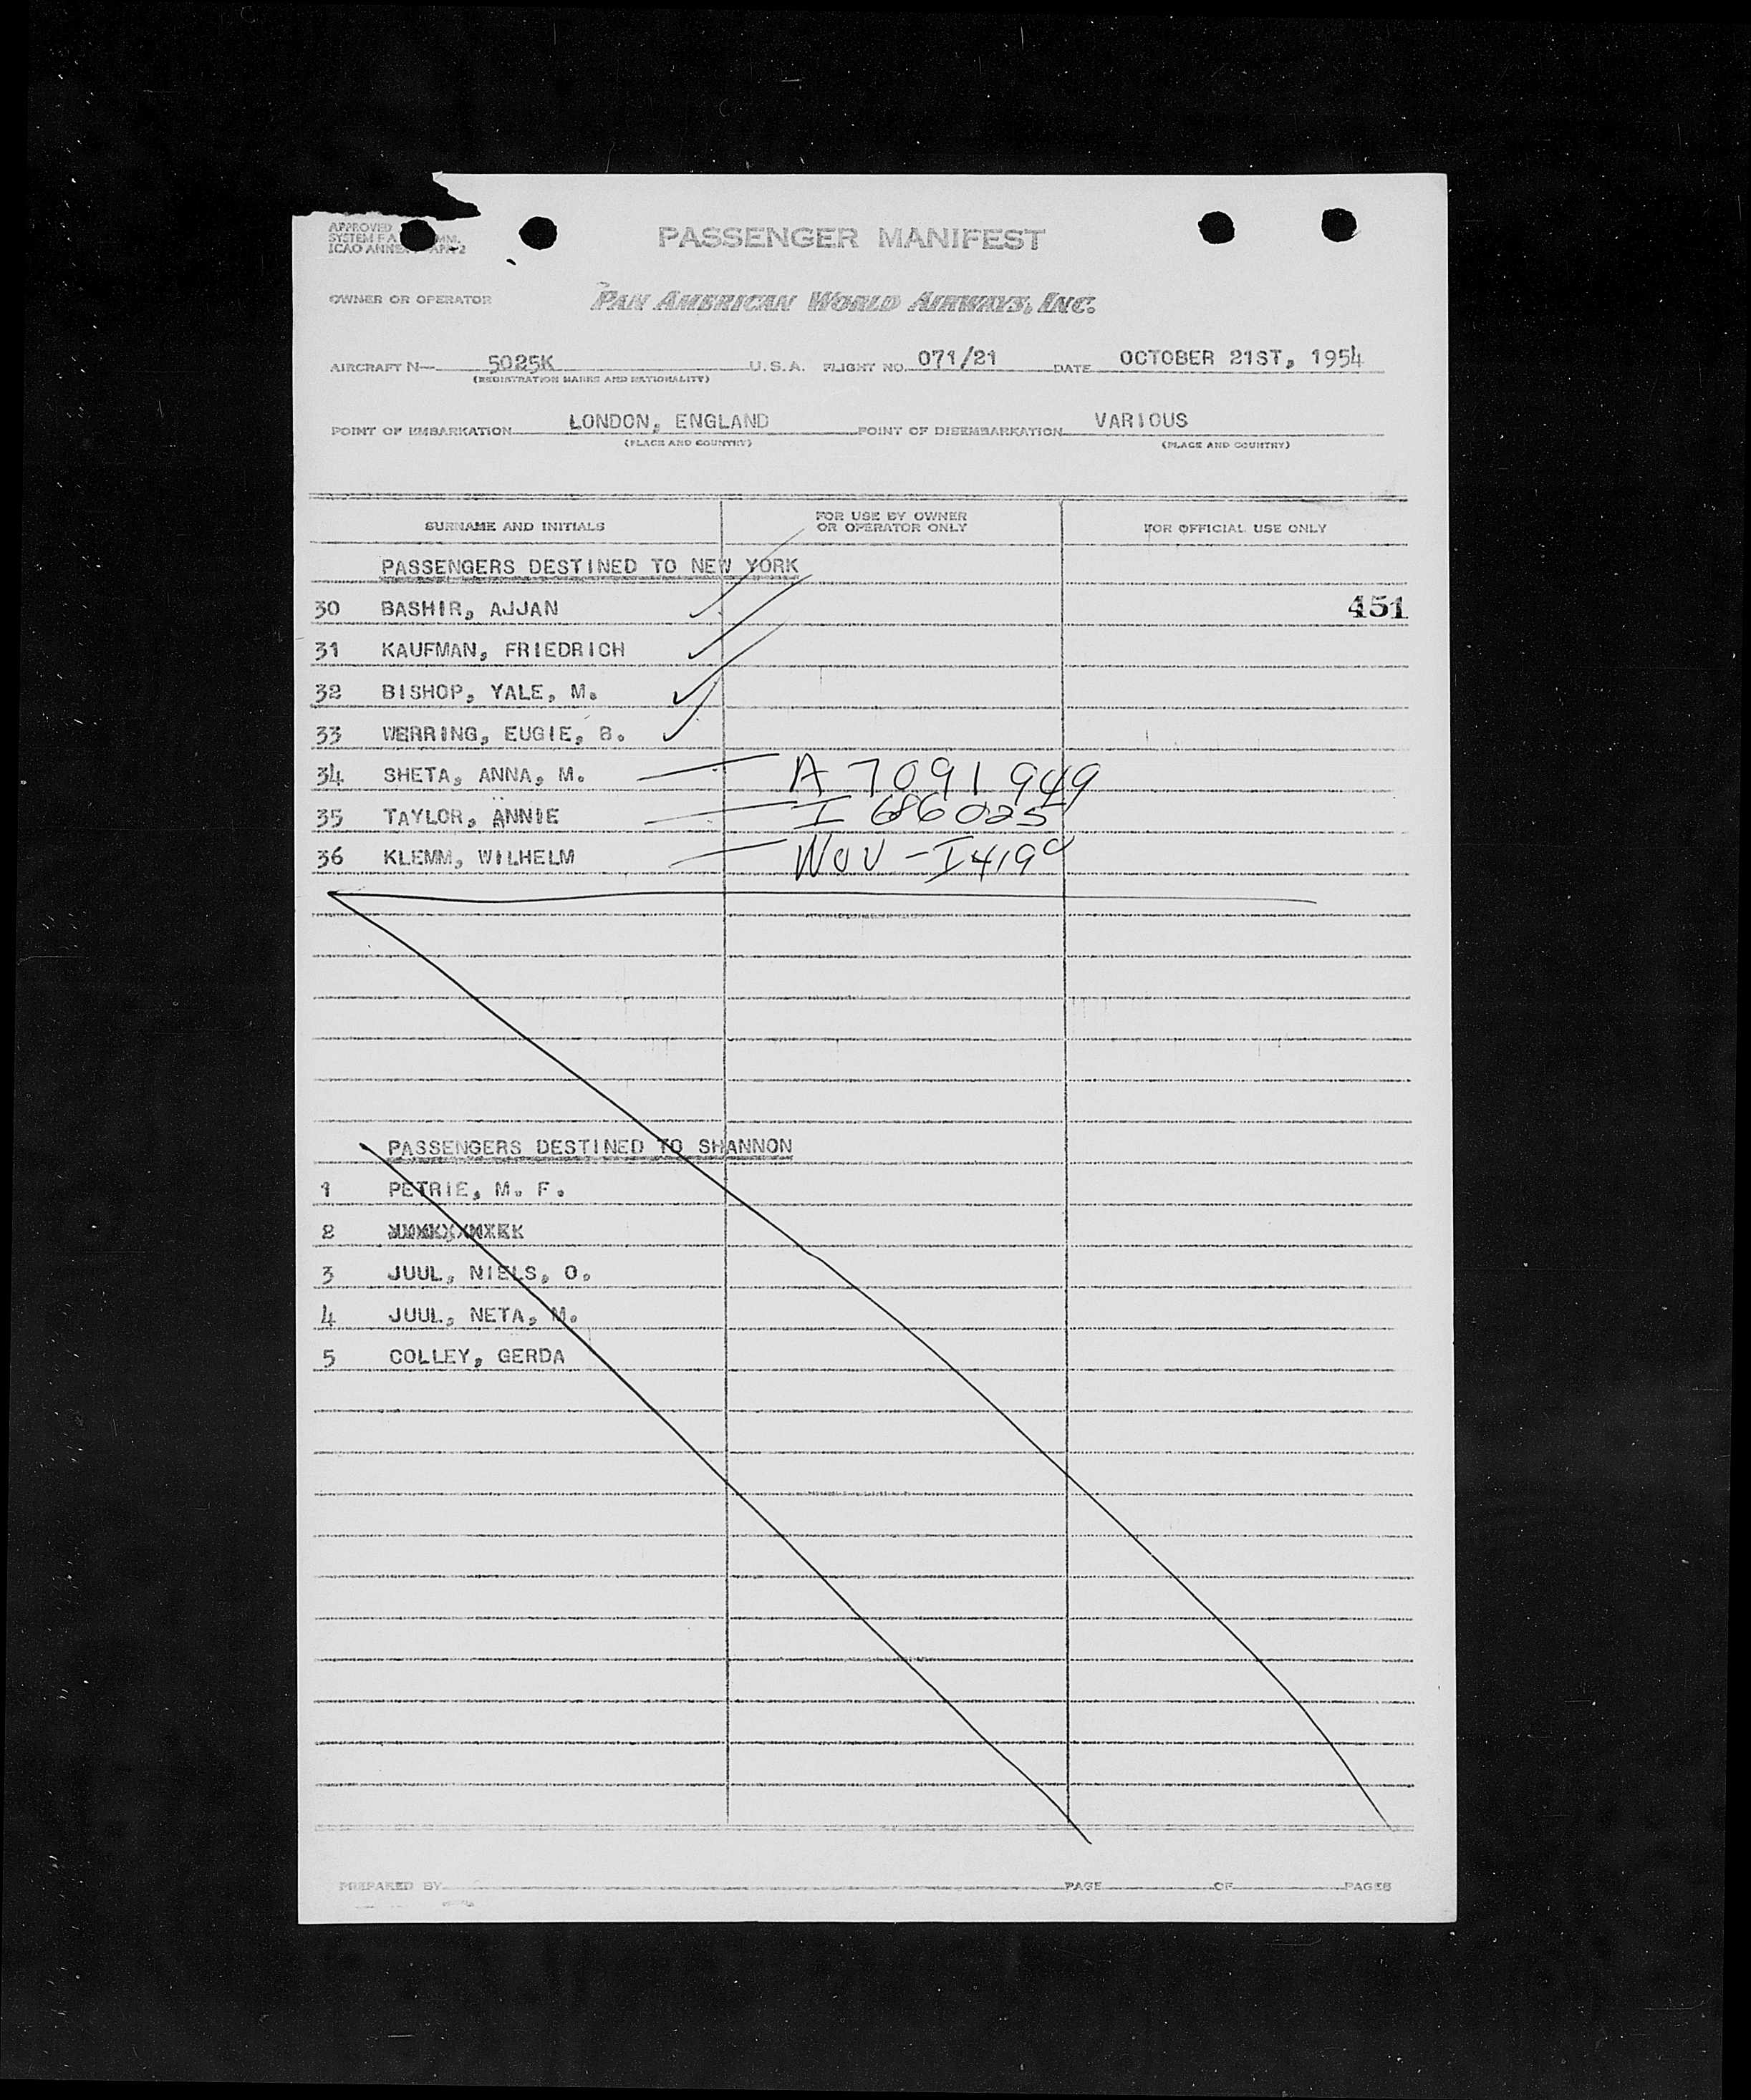 APPROVED
SYSTEM
ICAO
PASSENGER MANIFEST
OWNER OR OPERATOR PAN AMERICAN WORLD AIRWAYS, INC.
AIRCRAFT N— 5025K U.S.A. FLIGHT NO. 071/21 DATE OCTOBER 21ST, 1954
(REGISTRATION MARKS AND NATIONALITY)
POINT OF EMBARKATION LONDON, ENGLAND POINT OF DISEMBARKATION VARIOUS
(PLACE AND COUNTRY) (PLACE AND COUNTRY)
SURNAME AND INITIALS FOR USE BY OWNER OR OPERATOR ONLY FOR OFFICIAL USE ONLY
PASSENGERS DESTINED TO NEW YORK
30 BASHIR, AJJAN 451
31 KAUFMAN, FRIEDRICH
32 BISHOP, YALE, M.
33 WERRING, EUGIE, B.
34 SHETA, ANNA, M. A 7091949
35 TAYLOR, ANNIE I 686025
36 KLEMM, WILHELM
PASSENGERS DESTINED TO SHANNON
1 PETRIE, M. F.
2
3 JUUL, NIELS, O.
4 JUUL, NETA, M.
5 COLLEY, GERDA
PREPARED BY PAGE OF PAGES